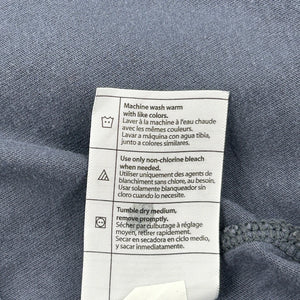 Machine wash warm
with like colors.
Laver à la machine à l'eau chaude
avec les mêmes couleurs.
Lavar a máquina con agua tibia,
junto a colores similares.
Use only non-chlorine bleach
when needed.
Utiliser uniquement des agents de
blanchiment sans chlore, au besoin.
Usar solamente blanqueador sin
cloro cuando lo necesite.
Tumble dry medium,
remove promptly.
Sécher par culbutage à réglage
moyen, retirer rapidement.
Secar en secadora en ciclo medio,
y sacar inmediatamente.